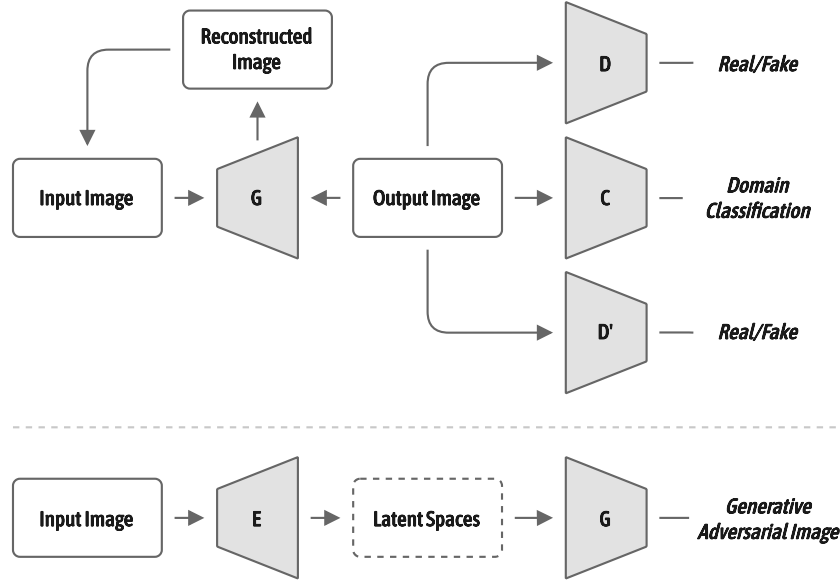 Reconstructed
Image
D
Real/Fake
Input Image
G
Output Image
C
Domain
Classification
D'
Real/Fake
Input Image
E
Latent Spaces
G
Generative
Adversarial Image